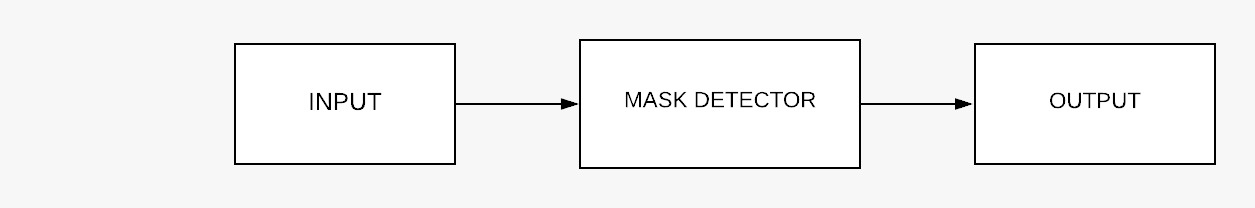 INPUT
MASK DETECTOR
OUTPUT